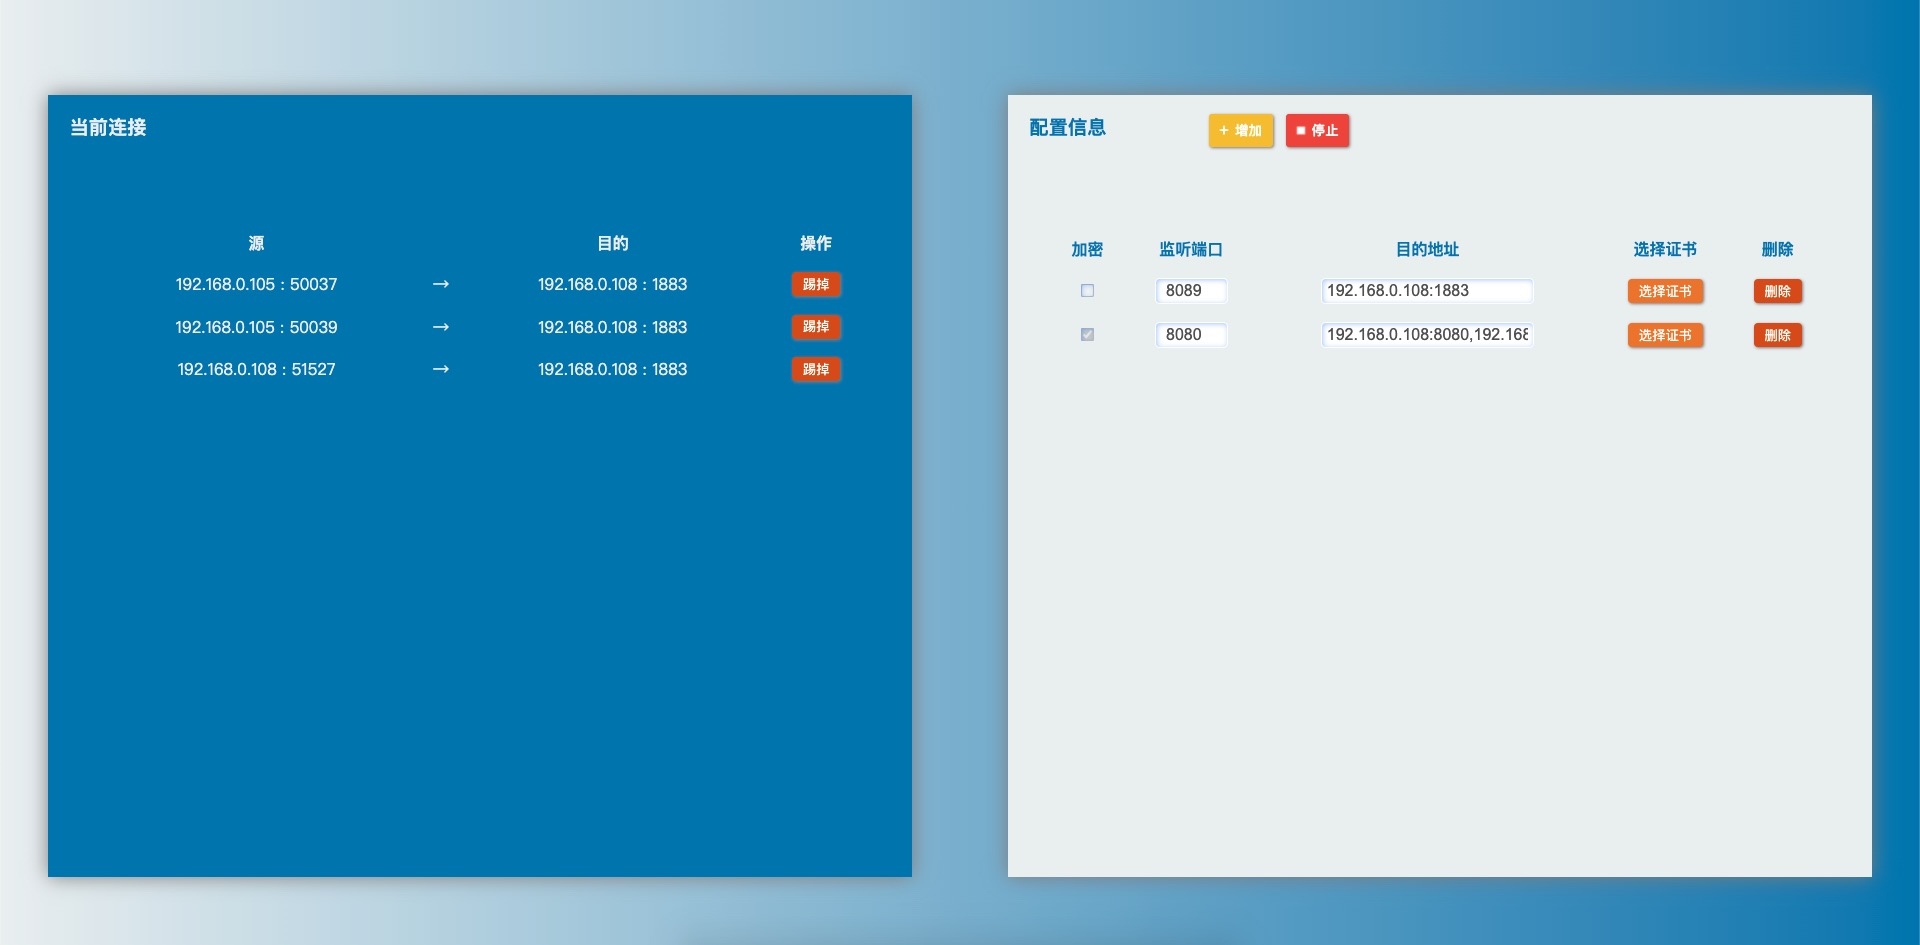 当前连接
源 目的 操作
192.168.0.105 : 50037 → 192.168.0.108 : 1883 踢掉
192.168.0.105 : 50039 → 192.168.0.108 : 1883 踢掉
192.168.0.108 : 51527 → 192.168.0.108 : 1883 踢掉
配置信息 + 增加 停止
加密 监听端口 目的地址 选择证书 删除
8089 192.168.0.108:1883 选择证书 删除
8080 192.168.0.108:8080,192.168 选择证书 删除